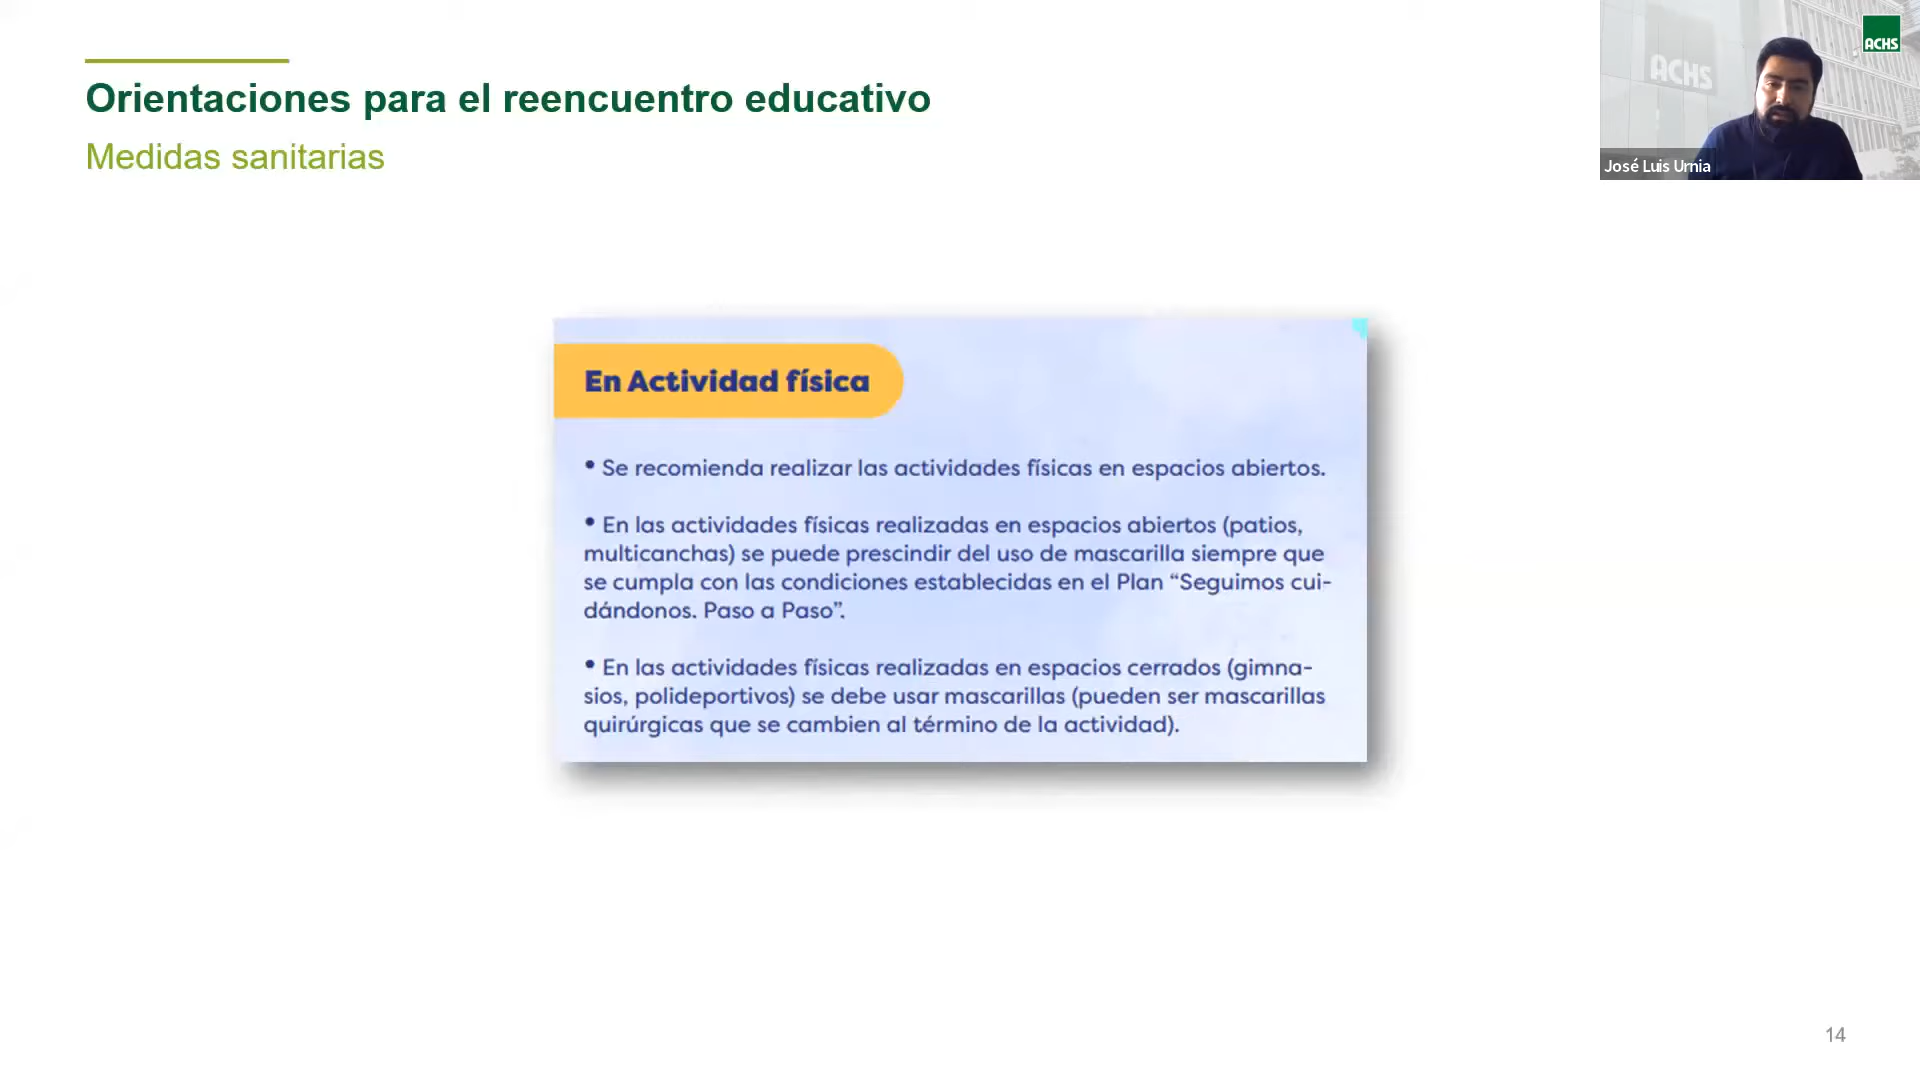 Orientaciones para el reencuentro educativo
Medidas sanitarias
ACHS
ACHS
José Luis Urnia
En Actividad física
• Se recomienda realizar las actividades físicas en espacios abiertos.
• En las actividades físicas realizadas en espacios abiertos (patios,
multicanchas) se puede prescindir del uso de mascarilla siempre que
se cumpla con las condiciones establecidas en el Plan “Seguimos cui-
dándonos. Paso a Paso”.
• En las actividades físicas realizadas en espacios cerrados (gimna-
sios, polideportivos) se debe usar mascarillas (pueden ser mascarillas
quirúrgicas que se cambien al término de la actividad).
14